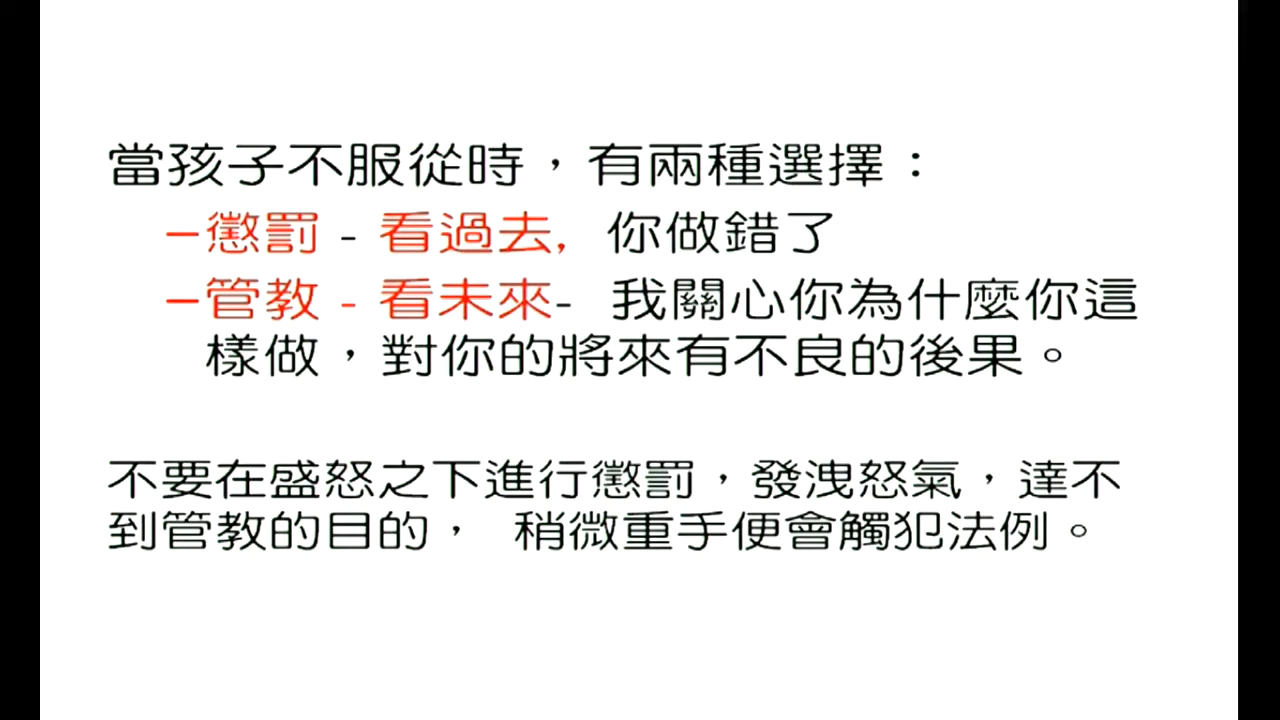 當孩子不服從時，有兩種選擇：
–懲罰 - 看過去, 你做錯了
–管教 - 看未來- 我關心你為什麼你這
樣做，對你的將來有不良的後果。
不要在盛怒之下進行懲罰，發洩怒氣，達不
到管教的目的， 稍微重手便會觸犯法例。